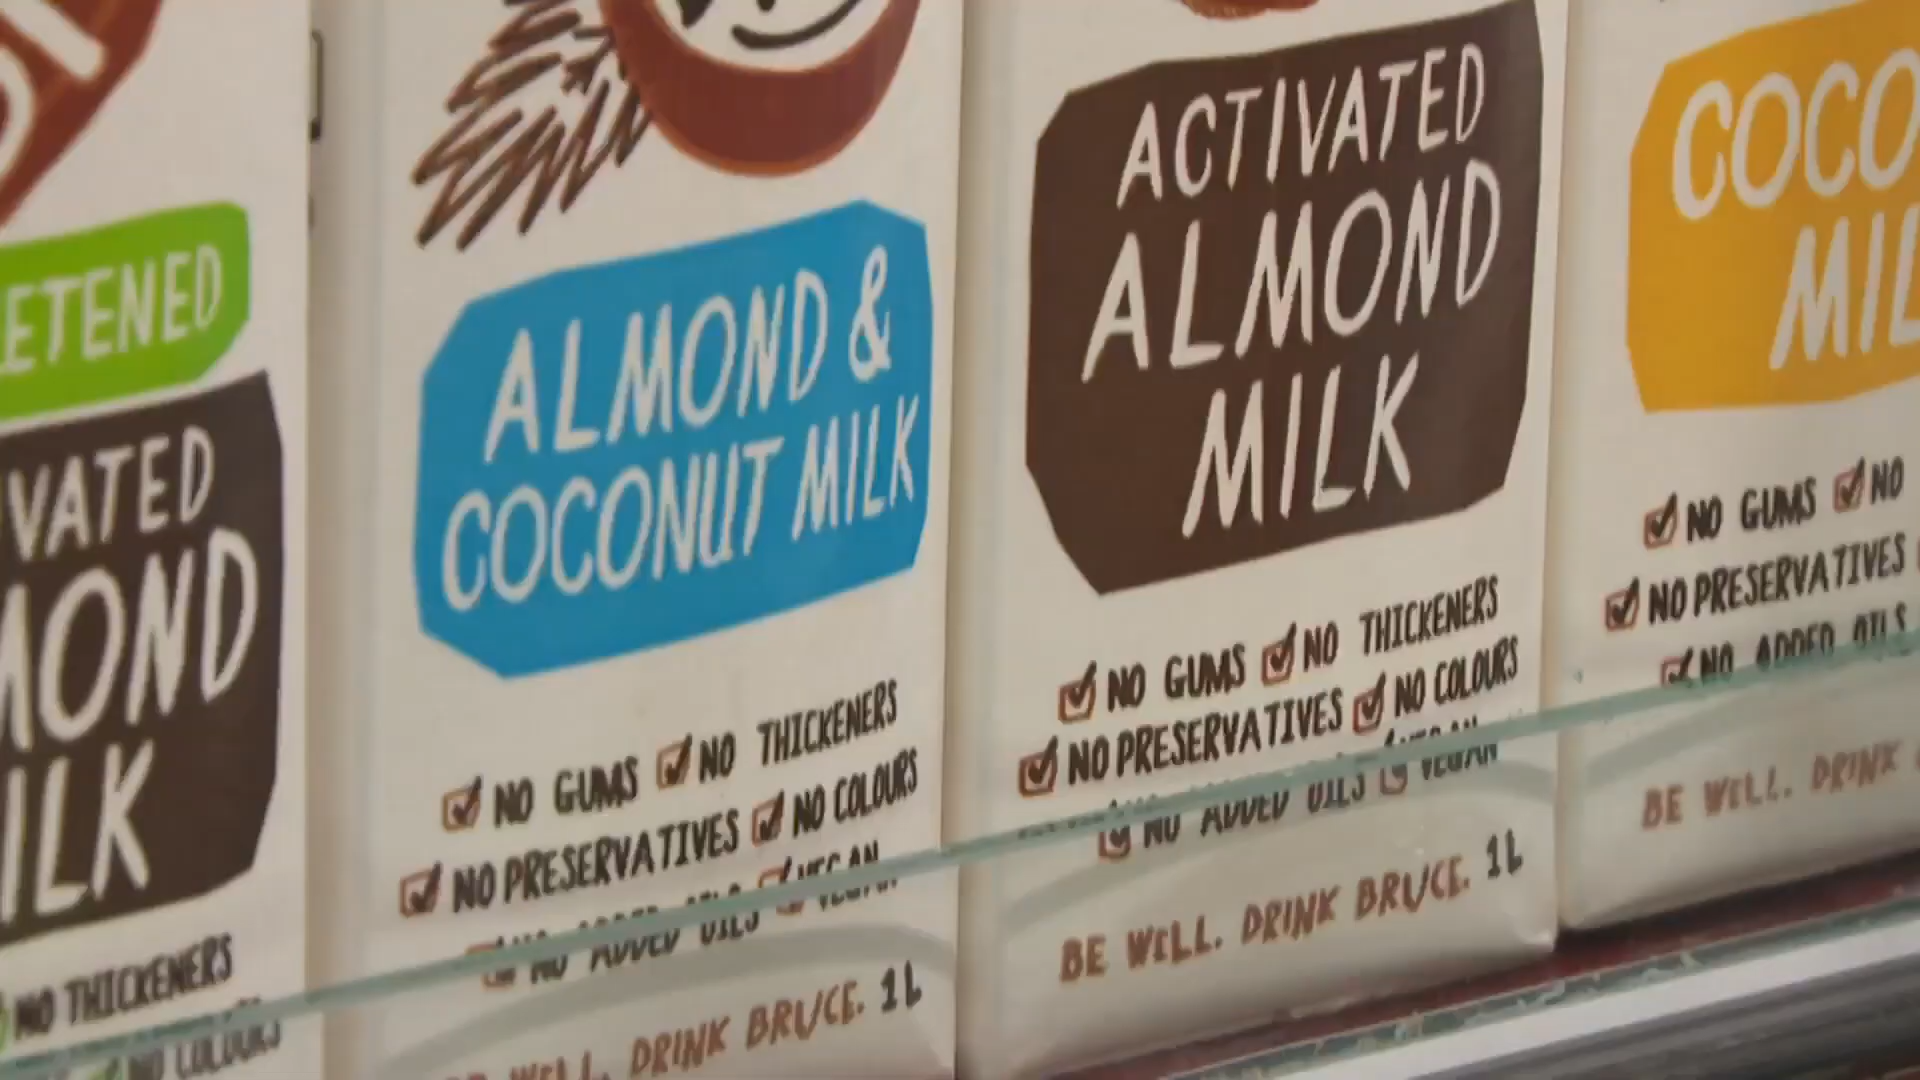 ETENED
VATED
MOND
ILK
NO THICKENERS
NO COLOURS
ALMOND &
COCONUT MILK
NO GUMS NO THICKENERS
NO PRESERVATIVES NO COLOURS
NO ADDED OILS VEGAN
WELL. DRINK BRUCE. 1L
ACTIVATED
ALMOND
MILK
NO GUMS NO THICKENERS
NO PRESERVATIVES NO COLOURS
NO ADDED OILS VEGAN
BE WELL. DRINK BRUCE. 1L
COCO
MIL
NO GUMS NO
NO PRESERVATIVES
NO ADDED OILS
BE WELL. DRINK